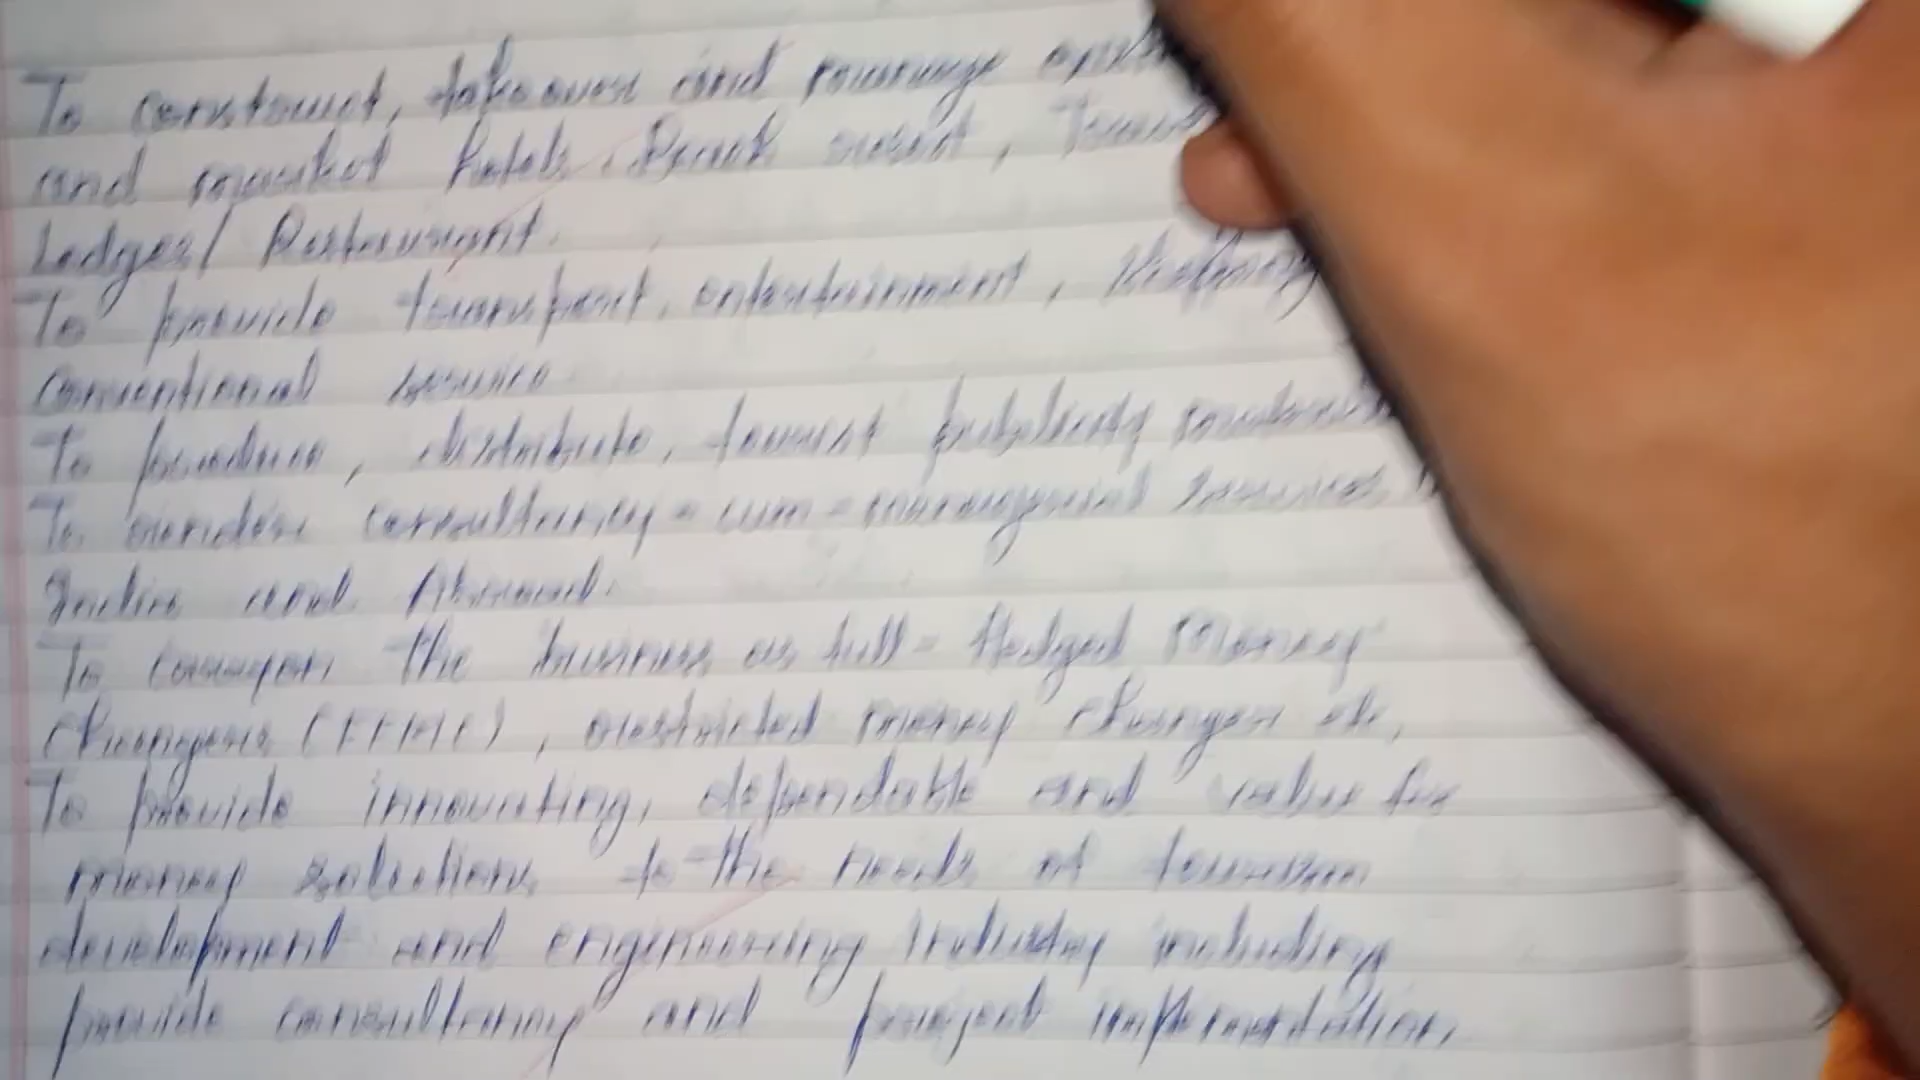 To construct, takeover and manage
and market hotels, Beach resort,
Lodges / Restaurant.
To provide transport, entertainment, Shopping
conventional service
To produce, distribute, tourist publicity
To render consultancy - cum - managerial services
India and Abroad.
To carryon the business as full - fledged money
changers (FFMC), restricted money changer etc,
To provide innovating, dependable and value for
money solutions to the needs of tourism
development and engineering industry including
provide consultancy and project implementation,